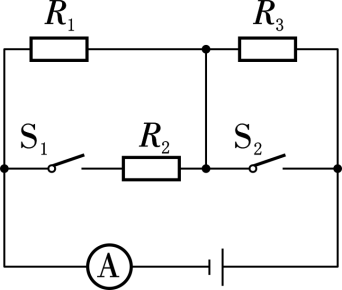 R₁ R₃
S₁ R₂ S₂
A